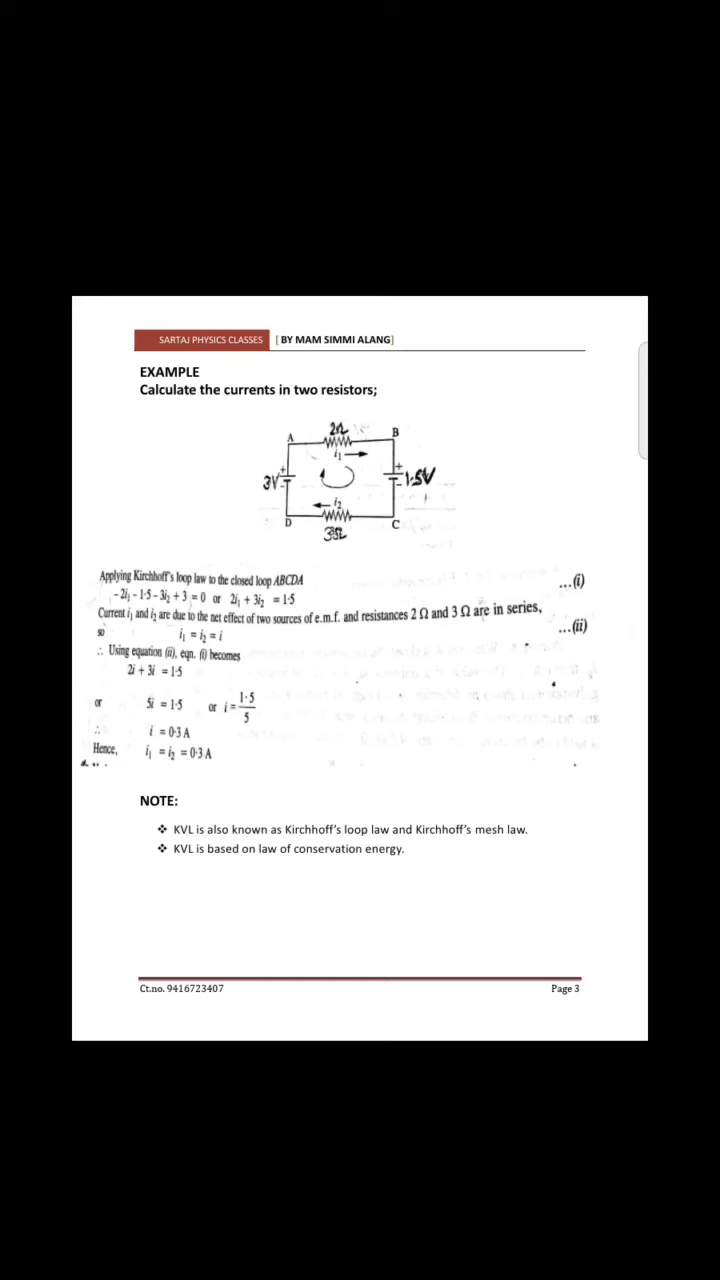 SARTAJ PHYSICS CLASSES [ BY MAM SIMMI ALANG]
EXAMPLE
Calculate the currents in two resistors;
2Ω
A B
i₁
3V + - + - 1.5V
i₂
D C
3Ω
Applying Kirchhoff's loop law to the closed loop ABCDA
- 2i₁ - 1·5 - 3i₂ + 3 = 0 or 2i₁ + 3i₂ = 1·5 ...(i)
Current i₁ and i₂ are due to the net effect of two sources of e.m.f. and resistances 2 Ω and 3 Ω are in series,
so i₁ = i₂ = i ...(ii)
∴ Using equation (ii), eqn. (i) becomes
2i + 3i = 1·5
or 5i = 1·5 or i = 1·5/5
∴ i = 0·3 A
Hence, i₁ = i₂ = 0·3 A
NOTE:
❖ KVL is also known as Kirchhoff's loop law and Kirchhoff's mesh law.
❖ KVL is based on law of conservation energy.
Ct.no. 9416723407 Page 3